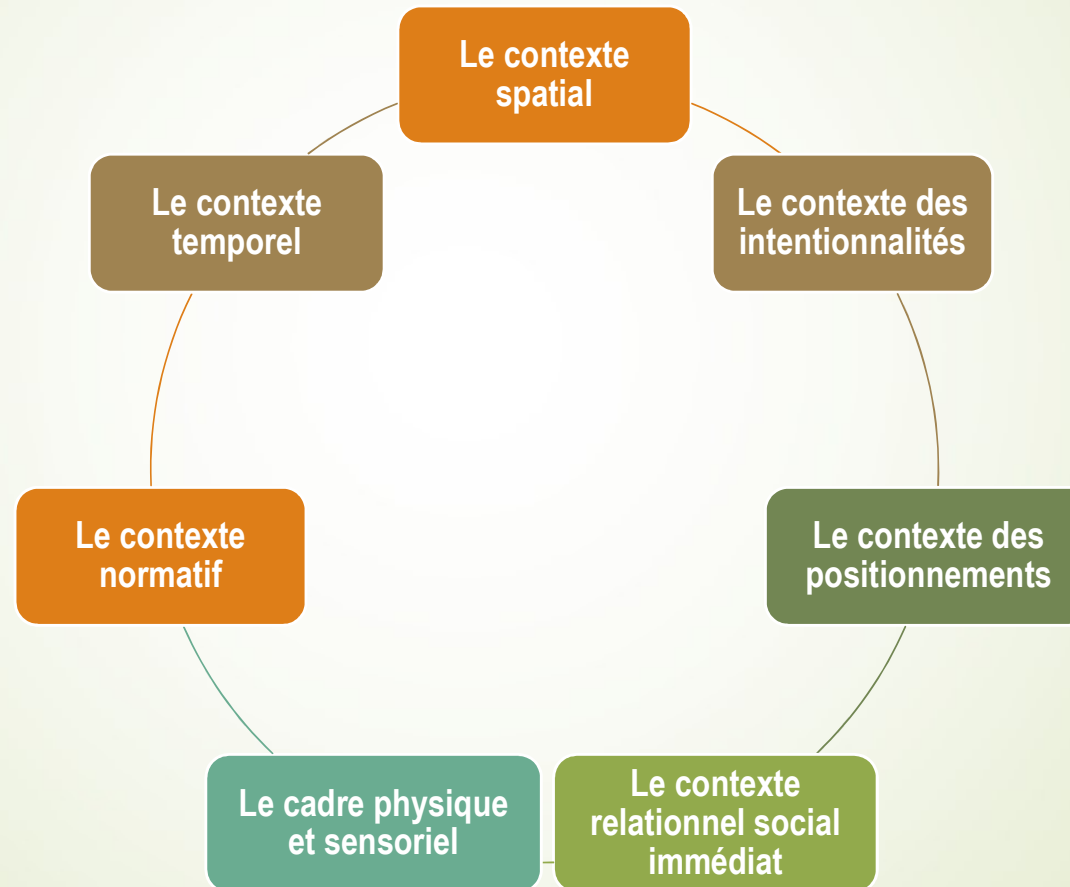 Le contexte
spatial
Le contexte des
intentionnalités
Le contexte des
positionnements
Le contexte
relationnel social
immédiat
Le cadre physique
et sensoriel
Le contexte
normatif
Le contexte
temporel